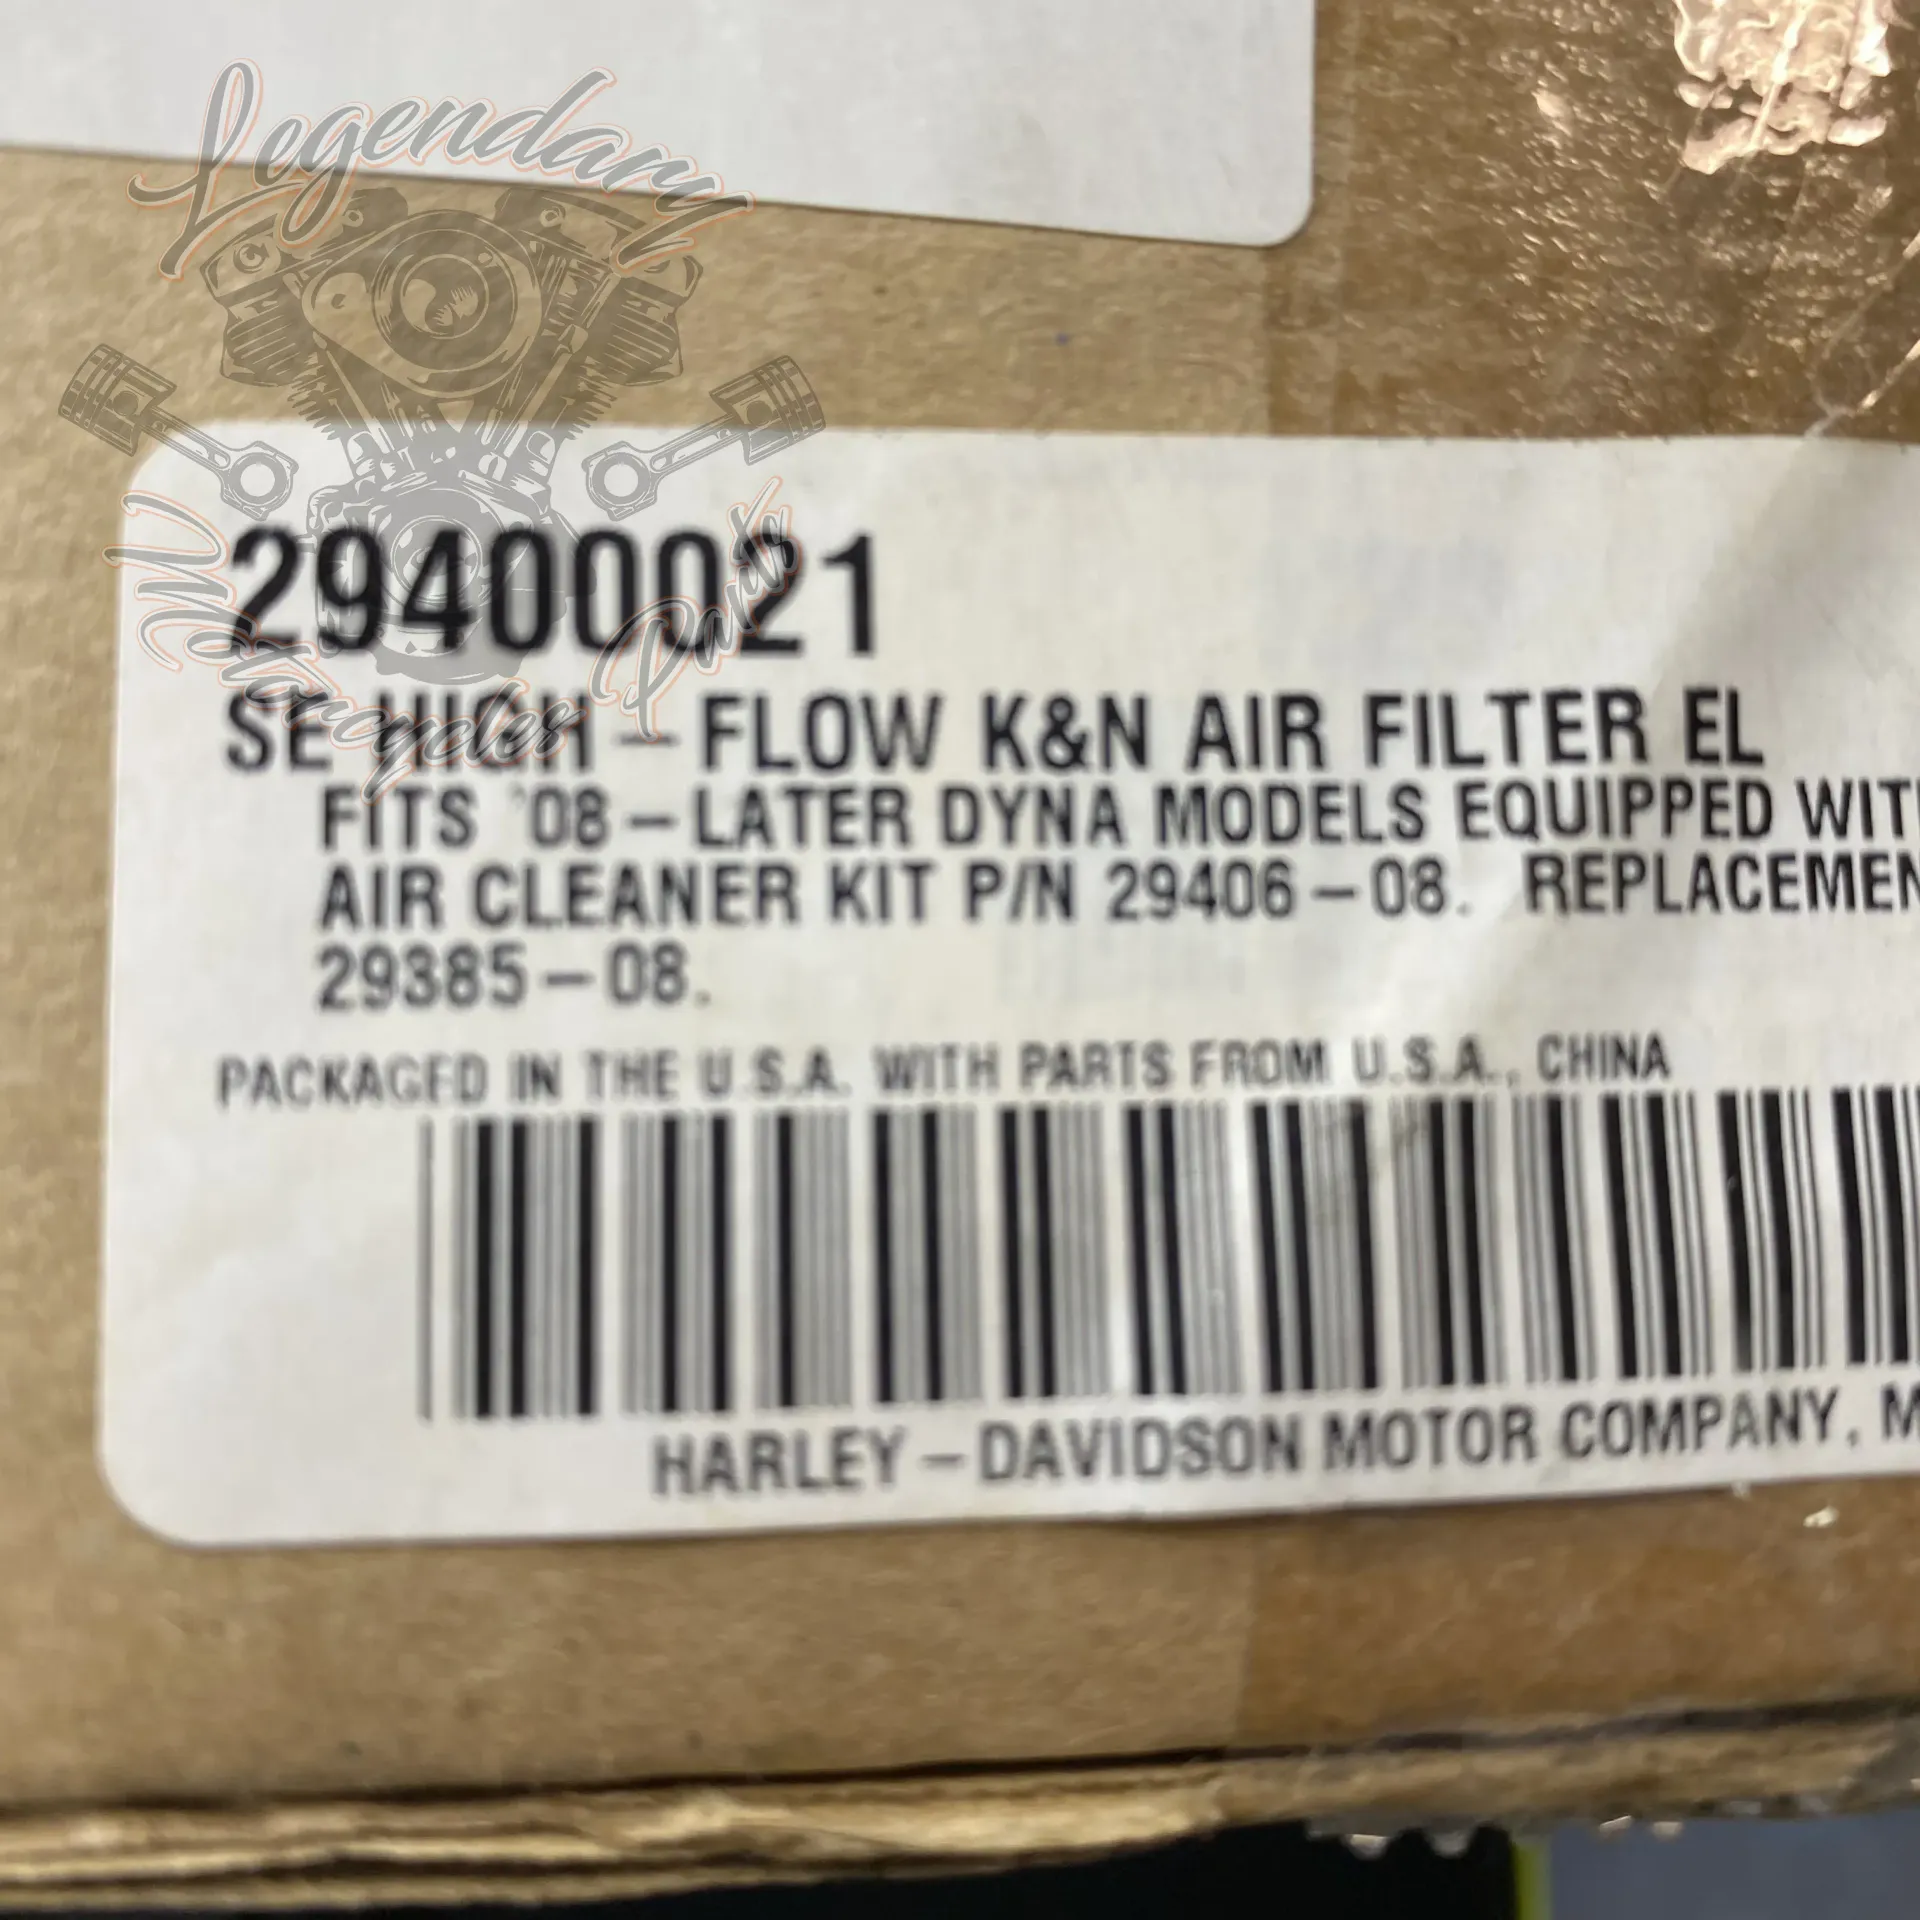 Legendary
Motorcycles Parts
29400021
SE HIGH-FLOW K&N AIR FILTER EL
FITS '08-LATER DYNA MODELS EQUIPPED WIT
AIR CLEANER KIT P/N 29406-08. REPLACEMEN
29385-08.
PACKAGED IN THE U.S.A. WITH PARTS FROM U.S.A., CHINA
HARLEY-DAVIDSON MOTOR COMPANY, M